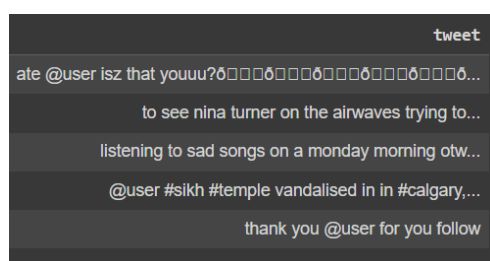 tweet
ate @user isz that youuu?ð□□□ð□□□ð□□□ð□□□ð□□□ð...
to see nina turner on the airwaves trying to...
listening to sad songs on a monday morning otw...
@user #sikh #temple vandalised in in #calgary,...
thank you @user for you follow